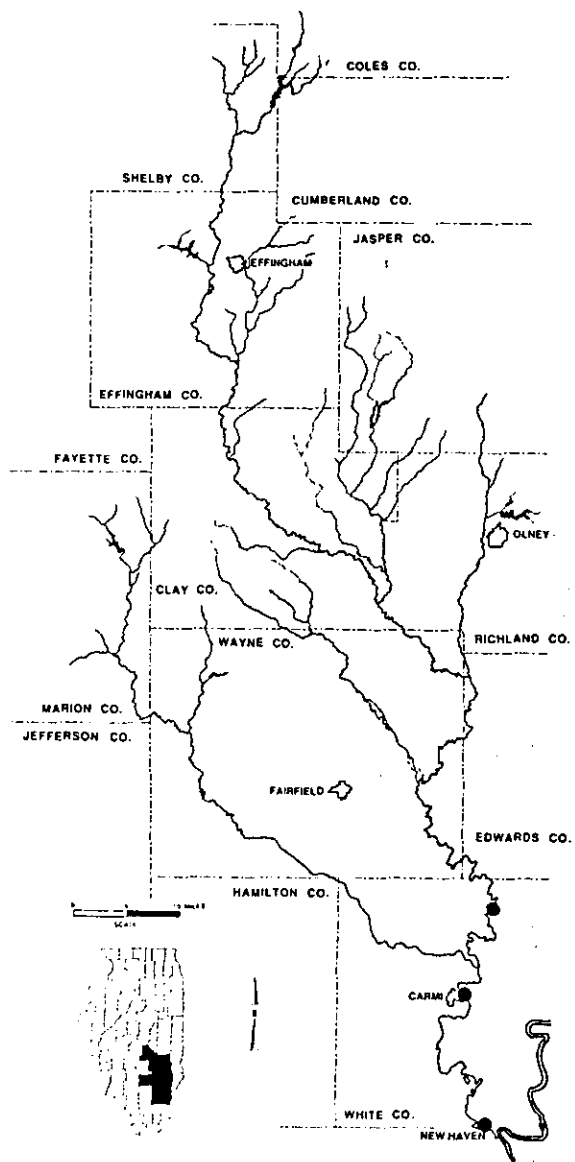 COLES CO.
SHELBY CO.
CUMBERLAND CO.
JASPER CO.
EFFINGHAM
EFFINGHAM CO.
FAYETTE CO.
OLNEY
CLAY CO.
WAYNE CO.
RICHLAND CO.
MARION CO.
JEFFERSON CO.
FAIRFIELD
EDWARDS CO.
HAMILTON CO.
SCALE
CARMI
WHITE CO.
NEW HAVEN